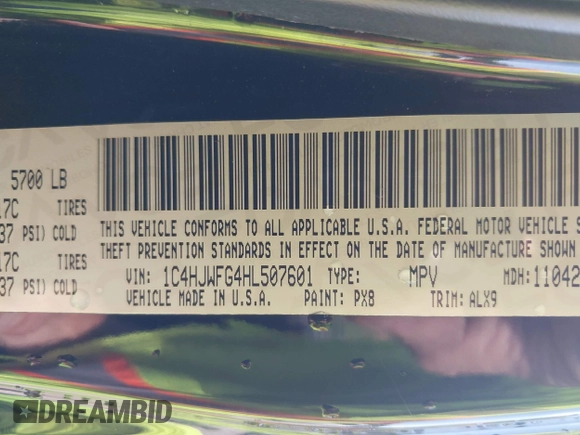 5700 LB
17C TIRES
37 PSI) COLD
17C TIRES
37 PSI) COLD
THIS VEHICLE CONFORMS TO ALL APPLICABLE U.S.A. FEDERAL MOTOR VEHICLE S
THEFT PREVENTION STANDARDS IN EFFECT ON THE DATE OF MANUFACTURE SHOWN
VIN: 1C4HJWFG4HL507601 TYPE: MPV MDH:11042
VEHICLE MADE IN U.S.A. PAINT: PX8 TRIM: ALX9
DREAMBID